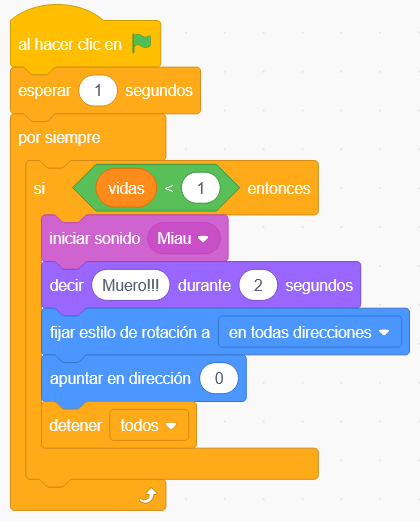 al hacer clic en
esperar 1 segundos
por siempre
si vidas < 1 entonces
iniciar sonido Miau
decir Muero!!! durante 2 segundos
fijar estilo de rotación a en todas direcciones
apuntar en dirección 0
detener todos